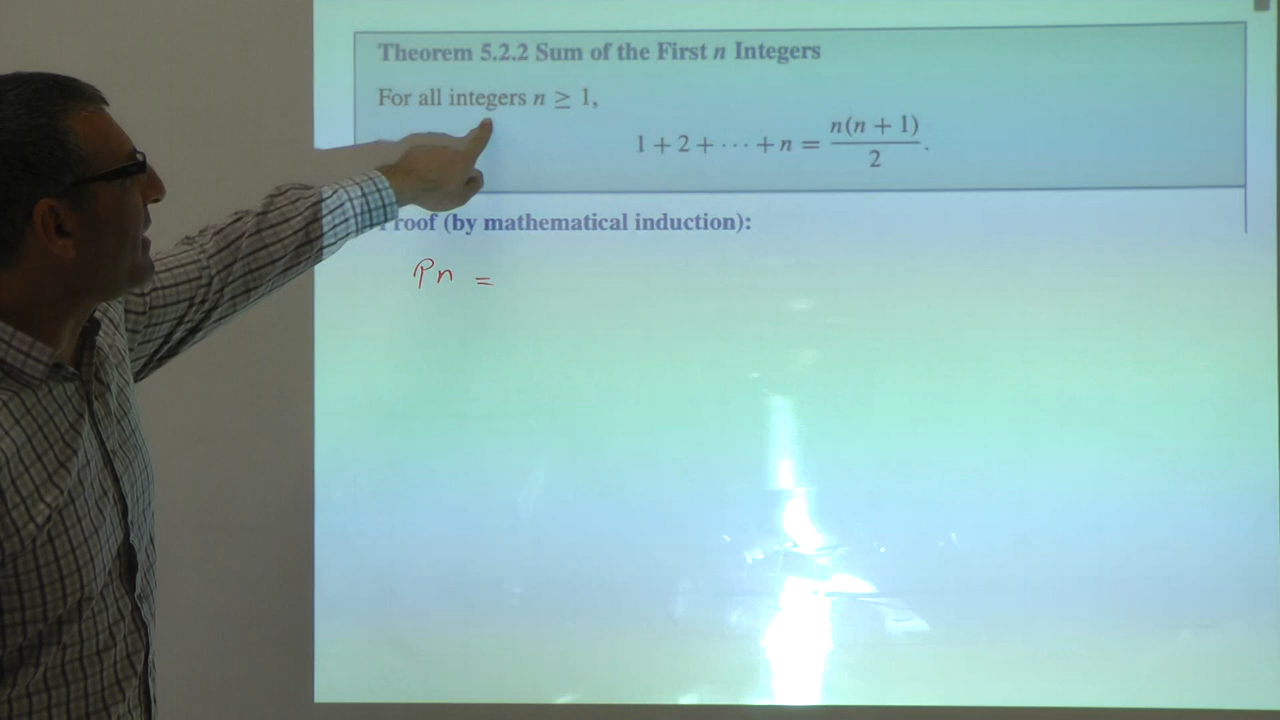 Theorem 5.2.2 Sum of the First n Integers
For all integers n ≥ 1,
1 + 2 + ··· + n = n(n + 1) / 2.
Proof (by mathematical induction):
Pn =